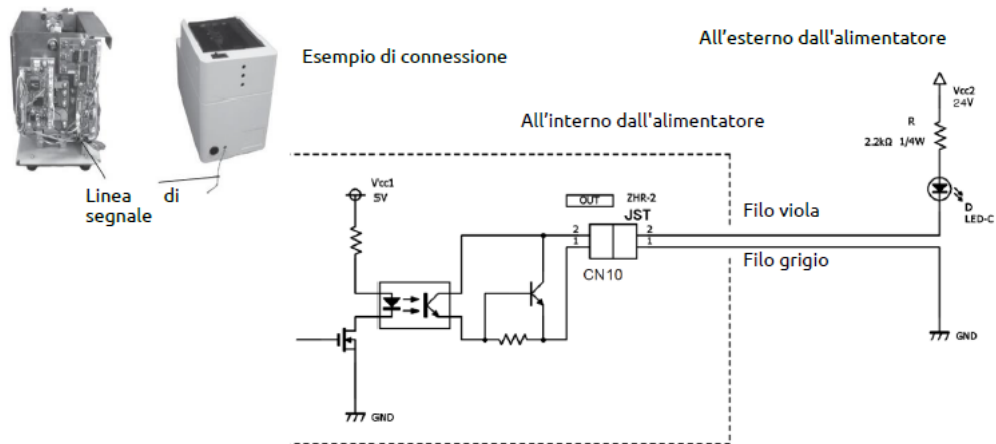 Esempio di connessione
All'esterno dall'alimentatore
Vcc2
24V
R
2.2kΩ 1/4W
D
LED-C
GND
All'interno dall'alimentatore
Linea di
segnale
Vcc1
5V
OUT
ZHR-2
JST
2
1
2
1
CN10
Filo viola
Filo grigio
GND